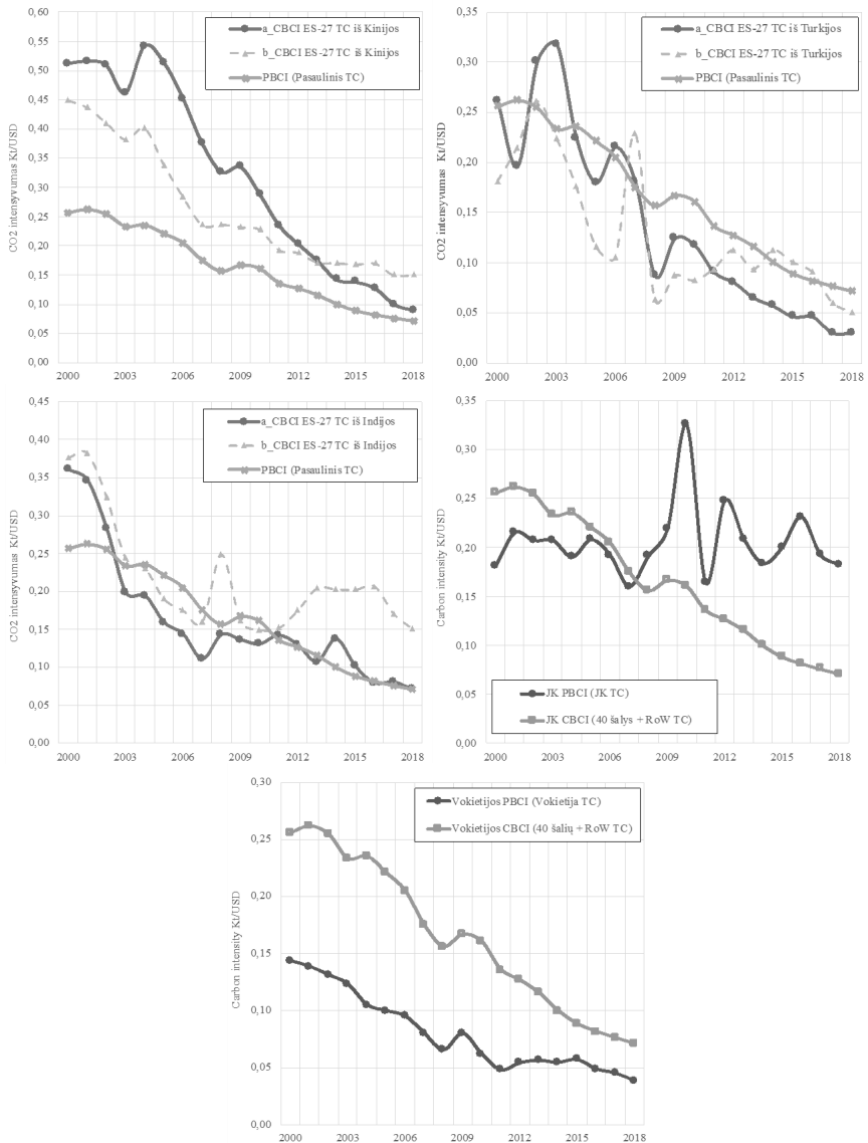 0,60
0,55
0,50
0,45
0,40
0,35
0,30
0,25
0,20
0,15
0,10
0,05
0,00
CO2 intensyvumas Kt/USD
a_CBCI ES-27 TC iš Kinijos
b_CBCI ES-27 TC iš Kinijos
PBCI (Pasaulinis TC)
2000 2003 2006 2009 2012 2015 2018
0,35
0,30
0,25
0,20
0,15
0,10
0,05
0,00
CO2 intensyvumas Kt/USD
a_CBCI ES-27 TC iš Turkijos
b_CBCI ES-27 TC iš Turkijos
PBCI (Pasaulinis TC)
2000 2003 2006 2009 2012 2015 2018
0,45
0,40
0,35
0,30
0,25
0,20
0,15
0,10
0,05
0,00
CO2 intensyvumas Kt/USD
a_CBCI ES-27 TC iš Indijos
b_CBCI ES-27 TC iš Indijos
PBCI (Pasaulinis TC)
2000 2003 2006 2009 2012 2015 2018
0,35
0,30
0,25
0,20
0,15
0,10
0,05
0,00
Carbon intensity Kt/USD
JK PBCI (JK TC)
JK CBCI (40 šalys + RoW TC)
2000 2003 2006 2009 2012 2015 2018
0,30
0,25
0,20
0,15
0,10
0,05
0,00
Carbon intensity Kt/USD
Vokietijos PBCI (Vokietija TC)
Vokietijos CBCI (40 šalių + RoW TC)
2000 2003 2006 2009 2012 2015 2018